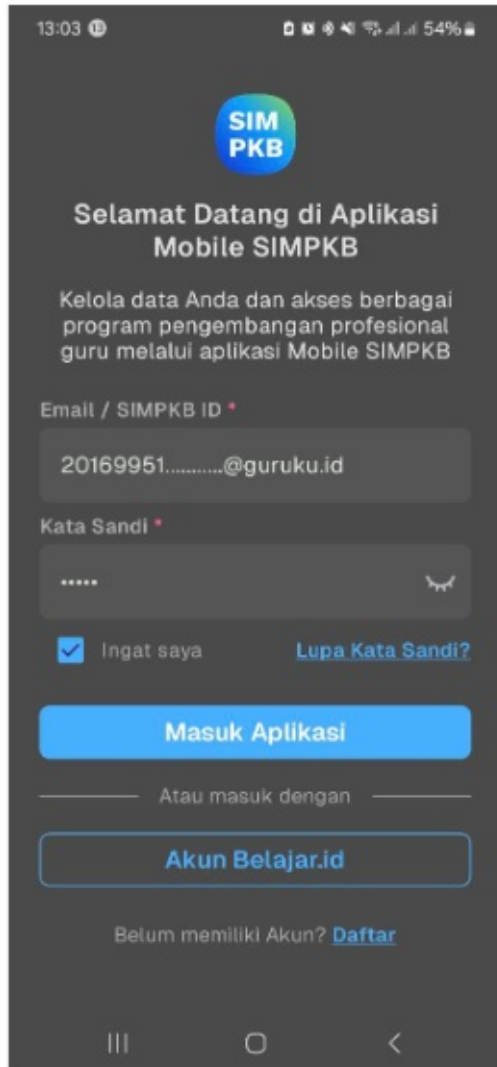 13:03 13 54%
SIM
PKB
Selamat Datang di Aplikasi
Mobile SIMPKB
Kelola data Anda dan akses berbagai
program pengembangan profesional
guru melalui aplikasi Mobile SIMPKB
Email / SIMPKB ID *
20169951...........@guruku.id
Kata Sandi *
•••••
Ingat saya Lupa Kata Sandi?
Masuk Aplikasi
Atau masuk dengan
Akun Belajar.id
Belum memiliki Akun? Daftar